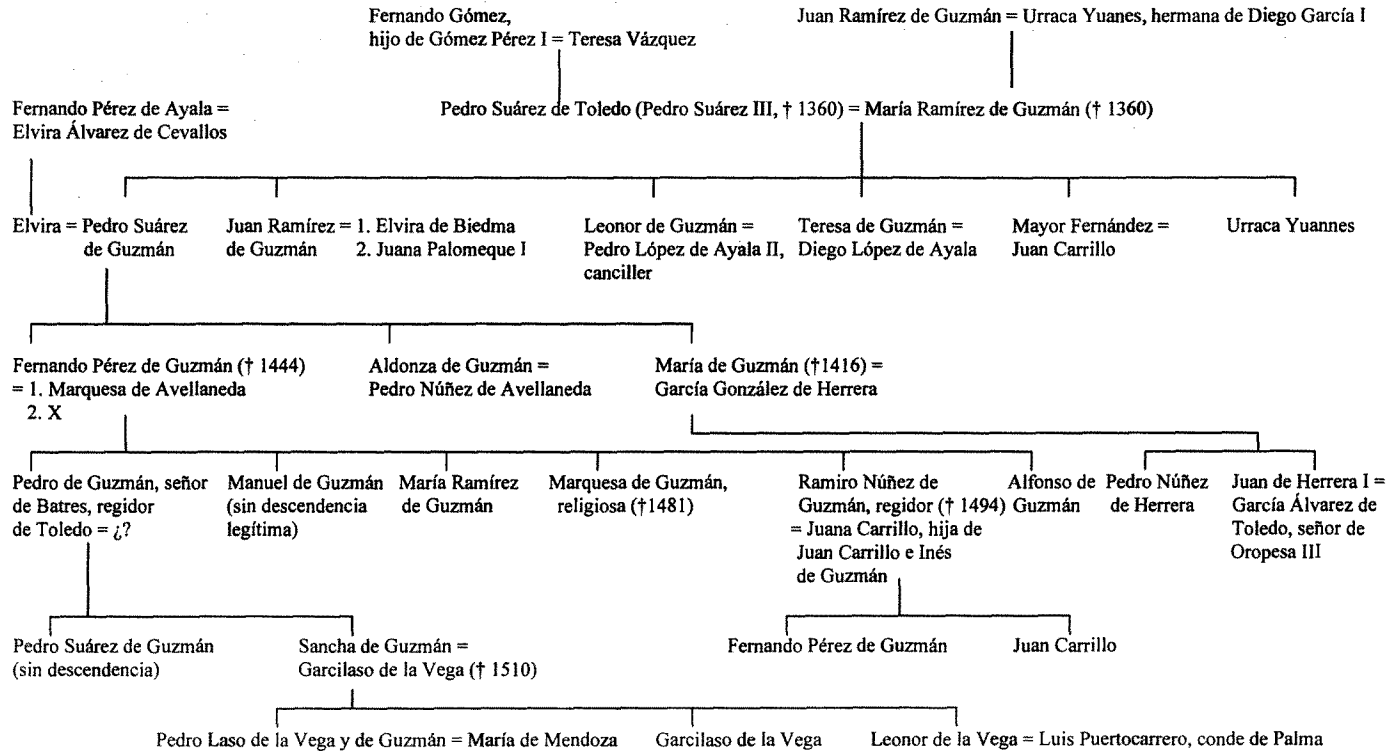 Fernando Gómez,
hijo de Gómez Pérez I = Teresa Vázquez
Juan Ramírez de Guzmán = Urraca Yuanes, hermana de Diego García I
Fernando Pérez de Ayala =
Elvira Álvarez de Cevallos
Pedro Suárez de Toledo (Pedro Suárez III, † 1360) = María Ramírez de Guzmán († 1360)
Elvira = Pedro Suárez
de Guzmán
Juan Ramírez = 1. Elvira de Biedma
de Guzmán 2. Juana Palomeque I
Leonor de Guzmán =
Pedro López de Ayala II,
canciller
Teresa de Guzmán =
Diego López de Ayala
Mayor Fernández =
Juan Carrillo
Urraca Yuannes
Fernando Pérez de Guzmán († 1444)
= 1. Marquesa de Avellaneda
2. X
Aldonza de Guzmán =
Pedro Núñez de Avellaneda
María de Guzmán (†1416) =
García González de Herrera
Pedro de Guzmán, señor
de Batres, regidor
de Toledo = ¿?
Manuel de Guzmán
(sin descendencia
legítima)
María Ramírez
de Guzmán
Marquesa de Guzmán,
religiosa (†1481)
Ramiro Núñez de
Guzmán, regidor († 1494)
= Juana Carrillo, hija de
Juan Carrillo e Inés
de Guzmán
Alfonso de
Guzmán
Pedro Núñez
de Herrera
Juan de Herrera I =
García Álvarez de
Toledo, señor de
Oropesa III
Pedro Suárez de Guzmán
(sin descendencia)
Sancha de Guzmán =
Garcilaso de la Vega († 1510)
Fernando Pérez de Guzmán
Juan Carrillo
Pedro Laso de la Vega y de Guzmán = María de Mendoza
Garcilaso de la Vega
Leonor de la Vega = Luis Puertocarrero, conde de Palma